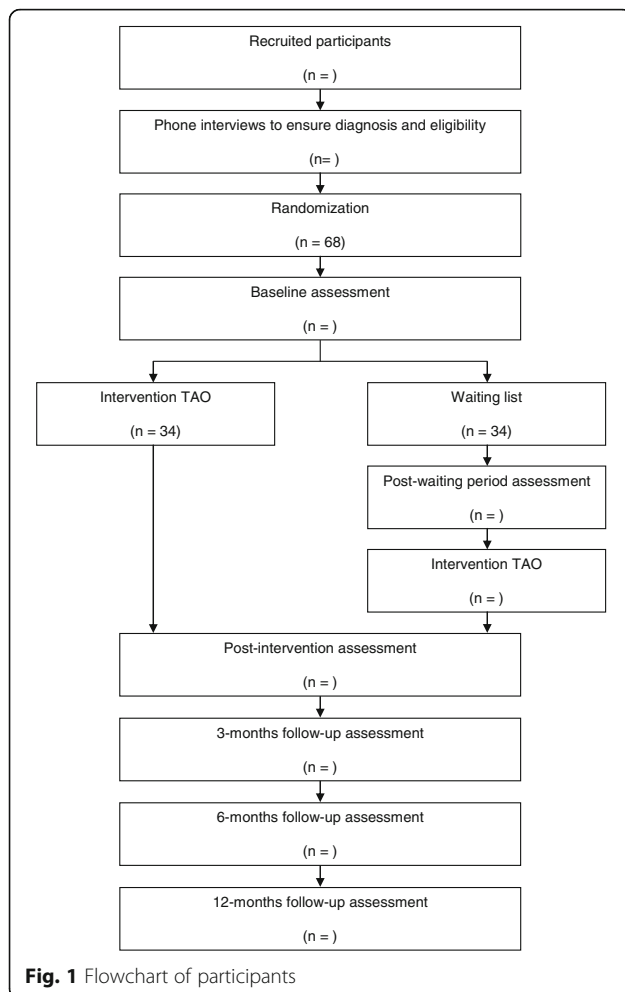 Recruited participants
(n = )
Phone interviews to ensure diagnosis and eligibility
(n= )
Randomization
(n = 68)
Baseline assessment
(n = )
Intervention TAO
(n = 34)
Waiting list
(n = 34)
Post-waiting period assessment
(n = )
Intervention TAO
(n = )
Post-intervention assessment
(n = )
3-months follow-up assessment
(n = )
6-months follow-up assessment
(n = )
12-months follow-up assessment
(n = )
Fig. 1 Flowchart of participants